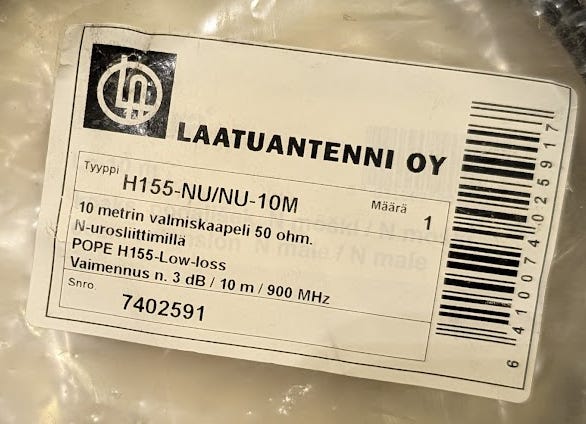 LAATUANTENNI OY
Tyyppi H155-NU/NU-10M Määrä 1
10 metrin valmiskaapeli 50 ohm.
N-urosliittimillä
POPE H155-Low-loss
Vaimennus n. 3 dB / 10 m / 900 MHz
Snro. 7402591
6 410074 025917